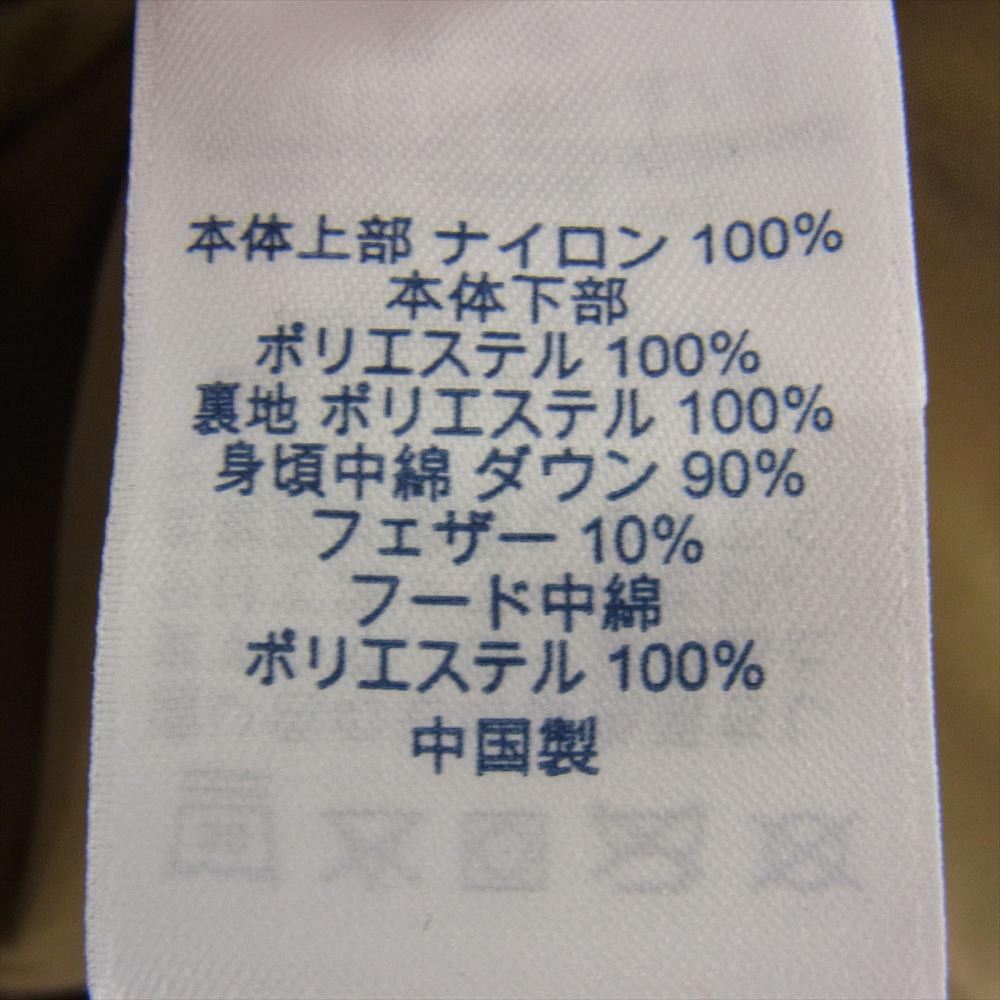 本体上部 ナイロン 100%
本体下部
ポリエステル 100%
裏地 ポリエステル 100%
身頃中綿 ダウン 90%
フェザー 10%
フード中綿
ポリエステル 100%
中国製